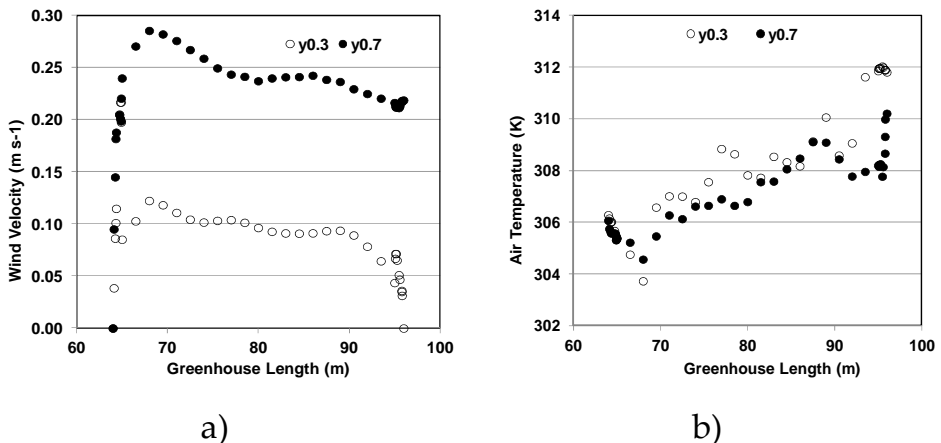 0.30
0.25
0.20
0.15
0.10
0.05
0.00
Wind Velocity (m s-1)
y0.3 y0.7
60 70 80 90 100
Greenhouse Length (m)
a)
314
312
310
308
306
304
302
Air Temperature (K)
y0.3 y0.7
60 70 80 90 100
Greenhouse Length (m)
b)